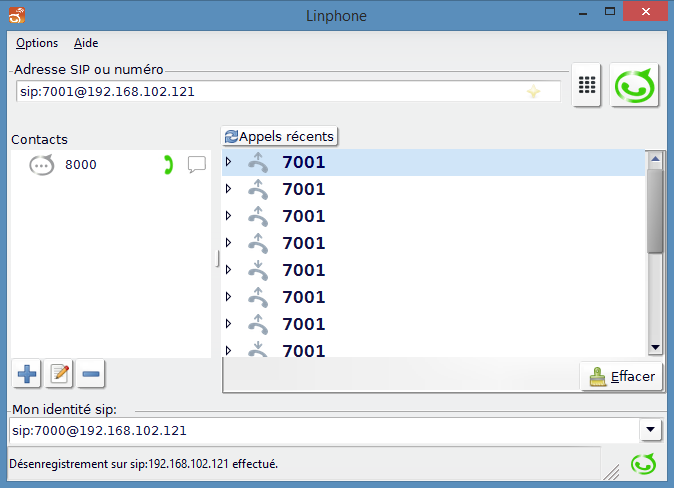 Linphone
Options Aide
Adresse SIP ou numéro
sip:7001@192.168.102.121
Contacts
Appels récents
8000
7001
7001
7001
7001
7001
7001
7001
7001
Effacer
Mon identité sip:
sip:7000@192.168.102.121
Désenregistrement sur sip:192.168.102.121 effectué.